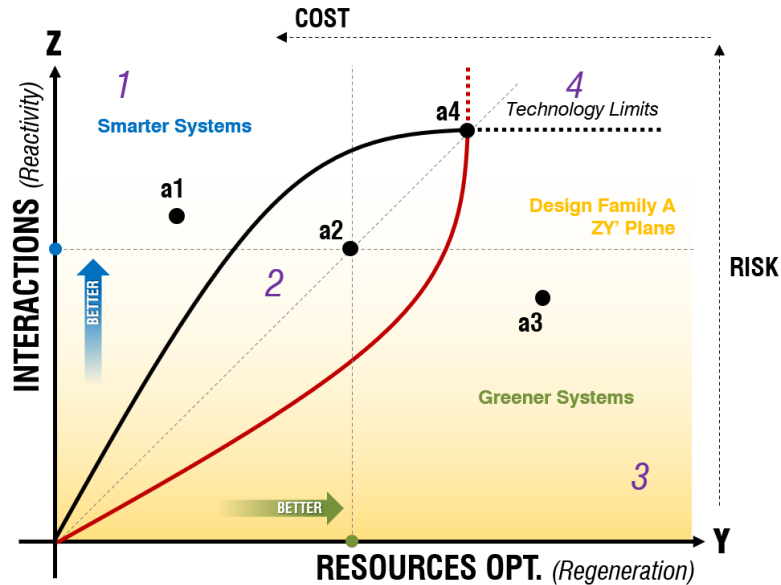 COST
Z
1
4
a4
Technology Limits
Smarter Systems
a1
Design Family A
ZY' Plane
a2
INTERACTIONS (Reactivity)
BETTER
2
RISK
a3
Greener Systems
3
BETTER
Y
RESOURCES OPT. (Regeneration)